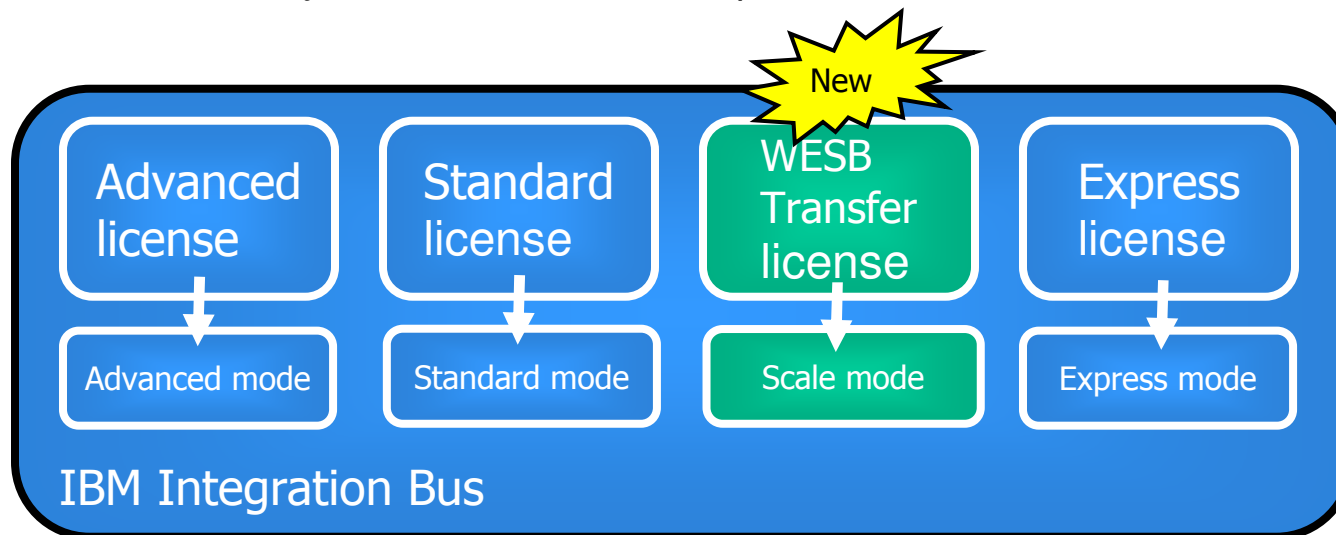 New
Advanced
license
Standard
license
WESB
Transfer
license
Express
license
Advanced mode
Standard mode
Scale mode
Express mode
IBM Integration Bus